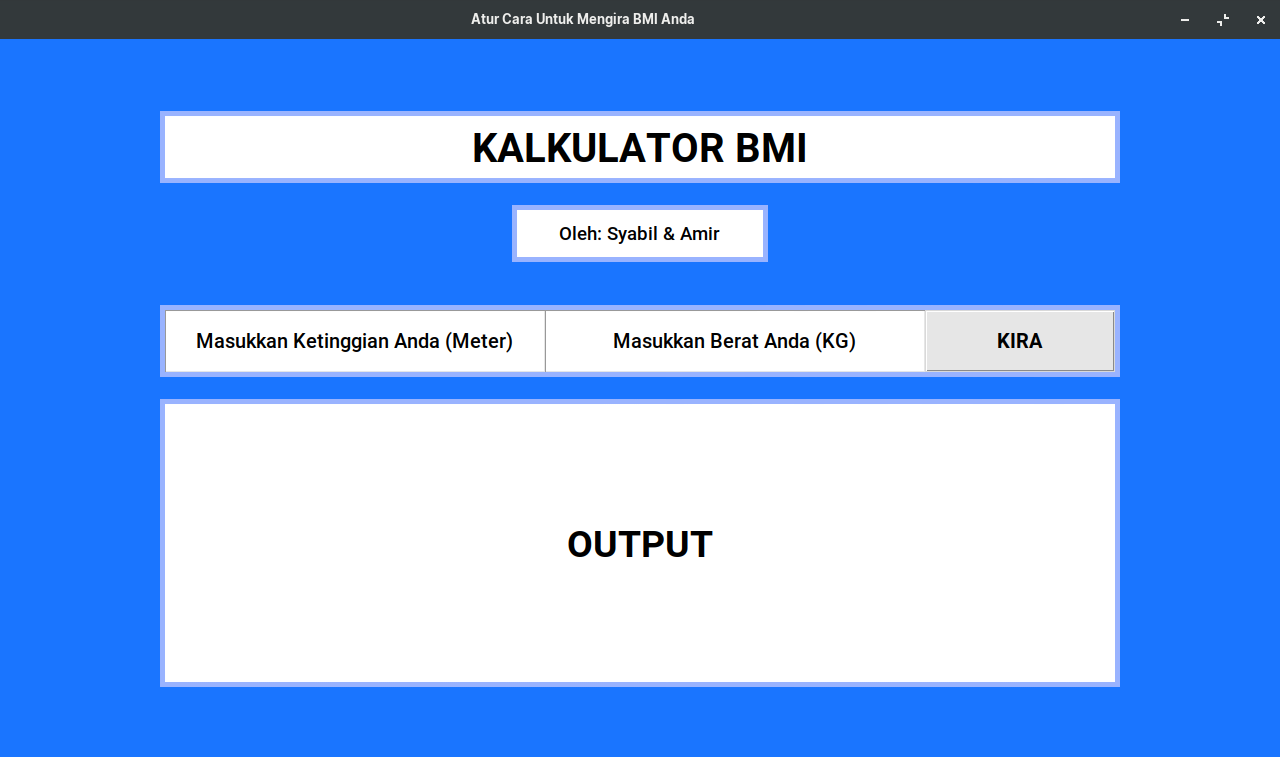 Atur Cara Untuk Mengira BMI Anda
KALKULATOR BMI
Oleh: Syabil & Amir
Masukkan Ketinggian Anda (Meter)
Masukkan Berat Anda (KG)
KIRA
OUTPUT